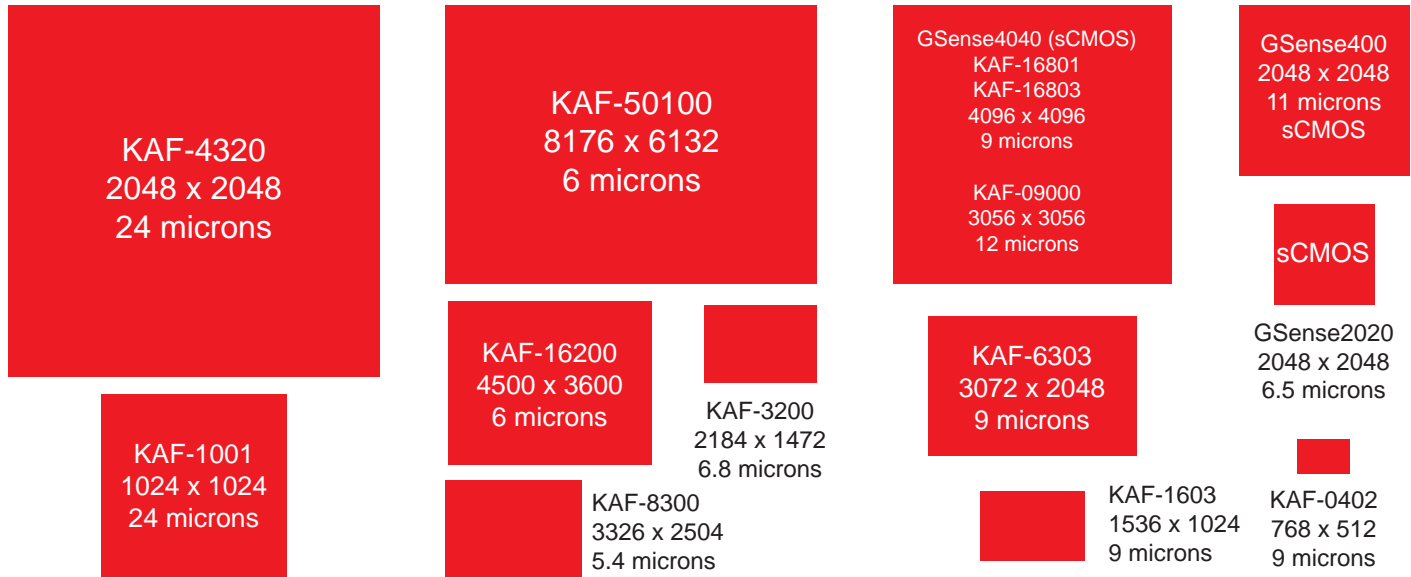 KAF-4320
2048 x 2048
24 microns
KAF-1001
1024 x 1024
24 microns
KAF-50100
8176 x 6132
6 microns
KAF-16200
4500 x 3600
6 microns
KAF-3200
2184 x 1472
6.8 microns
KAF-8300
3326 x 2504
5.4 microns
GSense4040 (sCMOS)
KAF-16801
KAF-16803
4096 x 4096
9 microns
KAF-09000
3056 x 3056
12 microns
KAF-6303
3072 x 2048
9 microns
KAF-1603
1536 x 1024
9 microns
GSense400
2048 x 2048
11 microns
sCMOS
sCMOS
GSense2020
2048 x 2048
6.5 microns
KAF-0402
768 x 512
9 microns